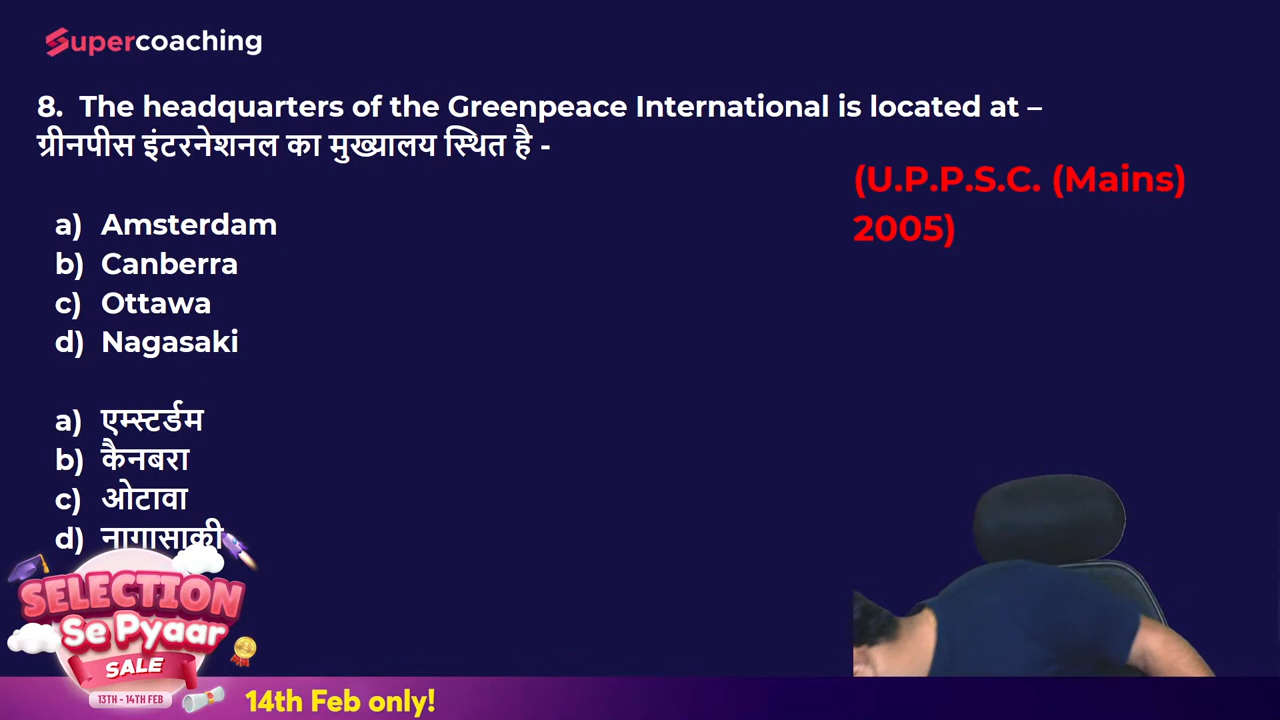 Supercoaching
8. The headquarters of the Greenpeace International is located at –
ग्रीनपीस इंटरनेशनल का मुख्यालय स्थित है -
(U.P.P.S.C. (Mains)
2005)
a) Amsterdam
b) Canberra
c) Ottawa
d) Nagasaki
a) एम्स्टर्डम
b) कैनबरा
c) ओटावा
d) नागासाकी
SELECTION
Se Pyaar
SALE
13TH - 14TH FEB
14th Feb only!